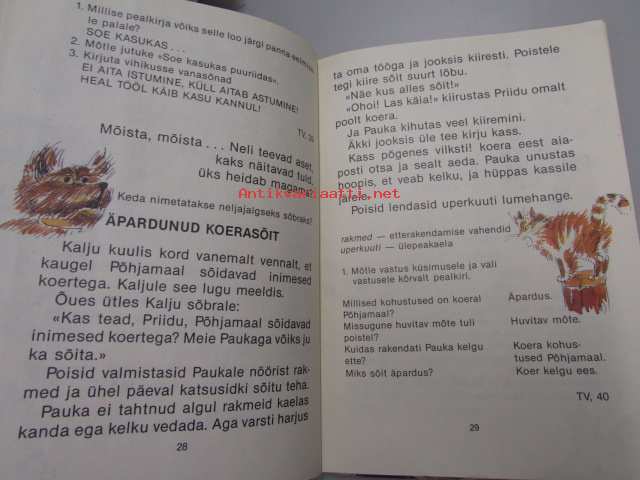 1. Millise pealkirja võiks selle loo järgi panna eelmise
le palale?
SOE KASUKAS . . .
2. Mõtle jutuke «Soe kasukas puuriidas».
3. Kirjuta vihikusse vanasõnad
EI AITA ISTUMINE, KÜLL AITAB ASTUMINE!
HEAL TÖÖL KÄIB KASU KANNUL!
TV,
Mõista, mõista . . . Neli teevad aset,
kaks näitavad tuld,
üks heidab magama.
Keda nimetatakse neljajalgseks sõbraks?
ÄPARDUNUD KOERASÕIT
Kalju kuulis kord vanemalt vennalt, et
kaugel Põhjamaal sõidavad inimesed
koertega. Kaljule see lugu meeldis.
Õues ütles Kalju sõbrale:
«Kas tead, Priidu, Põhjamaal sõidavad
inimesed koertega? Meie Paukaga võiks ju
ka sõita.»
Poisid valmistasid Paukale nöörist rak-
med ja ühel päeval katsusidki sõitu teha.
Pauka ei tahtnud algul rakmeid kaelas
kanda ega kelku vedada. Aga varsti harjus
28
ta oma tööga ja jooksis kiiresti. Poistele
tegi kiire sõit suurt lõbu.
«Näe kus alles sõit!»
«Ohoi! Las käia!» kiirustas Priidu omalt
poolt koera.
Ja Pauka kihutas veel kiiremini.
Äkki jooksis üle tee kirju kass.
Kass põgenes vilksti! koera eest aia-
posti otsa ja sealt aeda. Pauka unustas
hoopis, et veab kelku, ja hüppas kassile
järele.
Poisid lendasid uperkuuti lumehange.
rakmed — etterakendamise vahendid
uperkuuti — ülepeakaela
1. Mõtle vastus küsimusele ja vali
vastusele kõrvalt pealkiri.
Millised kohustused on koeral Äpardus.
Põhjamaal?
Missugune huvitav mõte tuli Huvitav mõte.
poistel?
Kuidas rakendati Pauka kelgu Koera kohus-
ette? tused Põhjamaal.
Miks sõit äpardus? Koer kelgu ees.
TV, 40
29
Antikvariaat.net